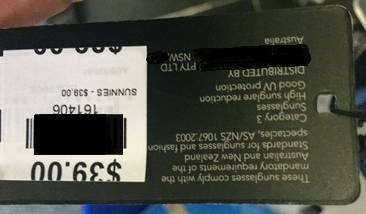 $39.00
161406
SUNNIES - $39.00
These sunglasses comply with the
mandatory requirements of the
Australia and New Zealand
Standards for sunglasses and fashion
spectacles, AS/NZS 1067:2003
Category 3
Sunglasses
High sunglare reduction
Good UV protection
DISTRIBUTED BY
PTY LTD
NSW,
Australia